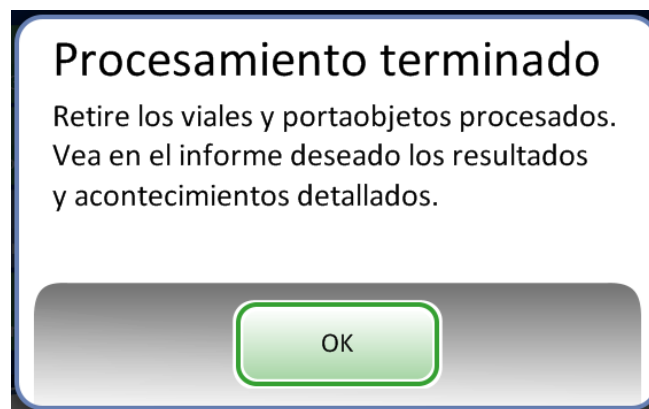 Procesamiento terminado
Retire los viales y portaobjetos procesados.
Vea en el informe deseado los resultados
y acontecimientos detallados.
OK